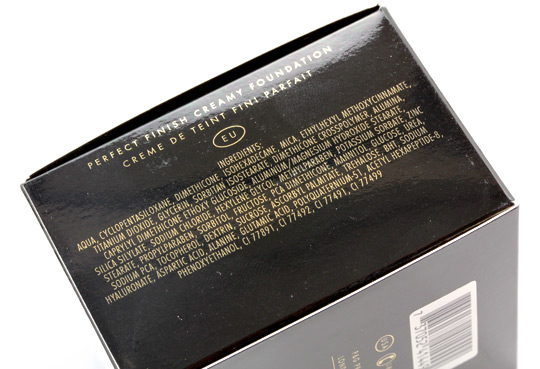 PERFECT FINISH CREAMY FOUNDATION
CREME DE TEINT FINI PARFAIT
EU
INGREDIENTS:
AQUA, CYCLOPENTASILOXANE, DIMETHICONE, ISOHEXADECANE, MICA, ETHYLHEXYL METHOXYCINNAMATE,
TITANIUM DIOXIDE, GLYCERIN, SORBITAN ISOSTEARATE, DIMETHICONE CROSSPOLYMER, ALUMINA,
CAPRYLYL DIMETHICONE ETHOXY GLUCOSIDE, ALUMINUM/MAGNESIUM HYDROXIDE STEARATE,
SILICA SILYLATE, SODIUM CHLORIDE, HEXYLENE GLYCOL, METHYLPARABEN, POTASSIUM SORBATE, ZINC
STEARATE, PROPYLPARABEN, SORBITOL, FRUCTOSE, PCA DIMETHICONE, MANNITOL, GLUCOSE, UREA,
SODIUM PCA, TOCOPHEROL, DEXTRIN, SUCROSE, ASCORBYL PALMITATE, TREHALOSE, BHT, SODIUM
HYALURONATE, ASPARTIC ACID, ALANINE, GLUTAMIC ACID, POLYQUATERNIUM-51, ACETYL HEXAPEPTIDE-8,
PHENOXYETHANOL, CI 77891, CI 77492, CI 77491, CI 77499